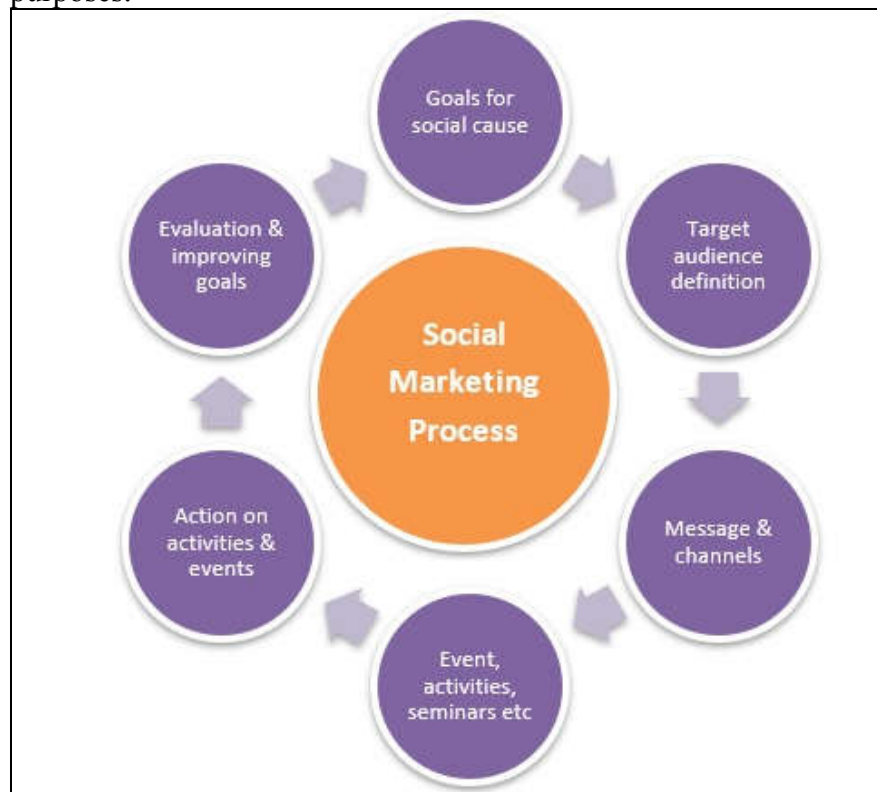 purposes.
Goals for
social cause
Target
audience
definition
Message &
channels
Event,
activities,
seminars etc
Action on
activities &
events
Evaluation &
improving
goals
Social
Marketing
Process